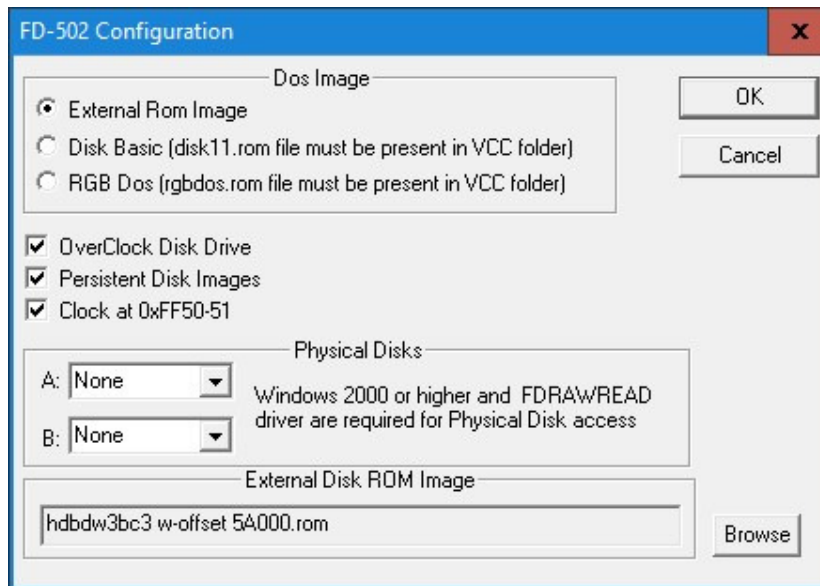 FD-502 Configuration
x
Dos Image
External Rom Image
Disk Basic (disk11.rom file must be present in VCC folder)
RGB Dos (rgbdos.rom file must be present in VCC folder)
OK
Cancel
OverClock Disk Drive
Persistent Disk Images
Clock at 0xFF50-51
Physical Disks
A: None
B: None
Windows 2000 or higher and FDRAWREAD
driver are required for Physical Disk access
External Disk ROM Image
hdbdw3bc3 w-offset 5A000.rom
Browse